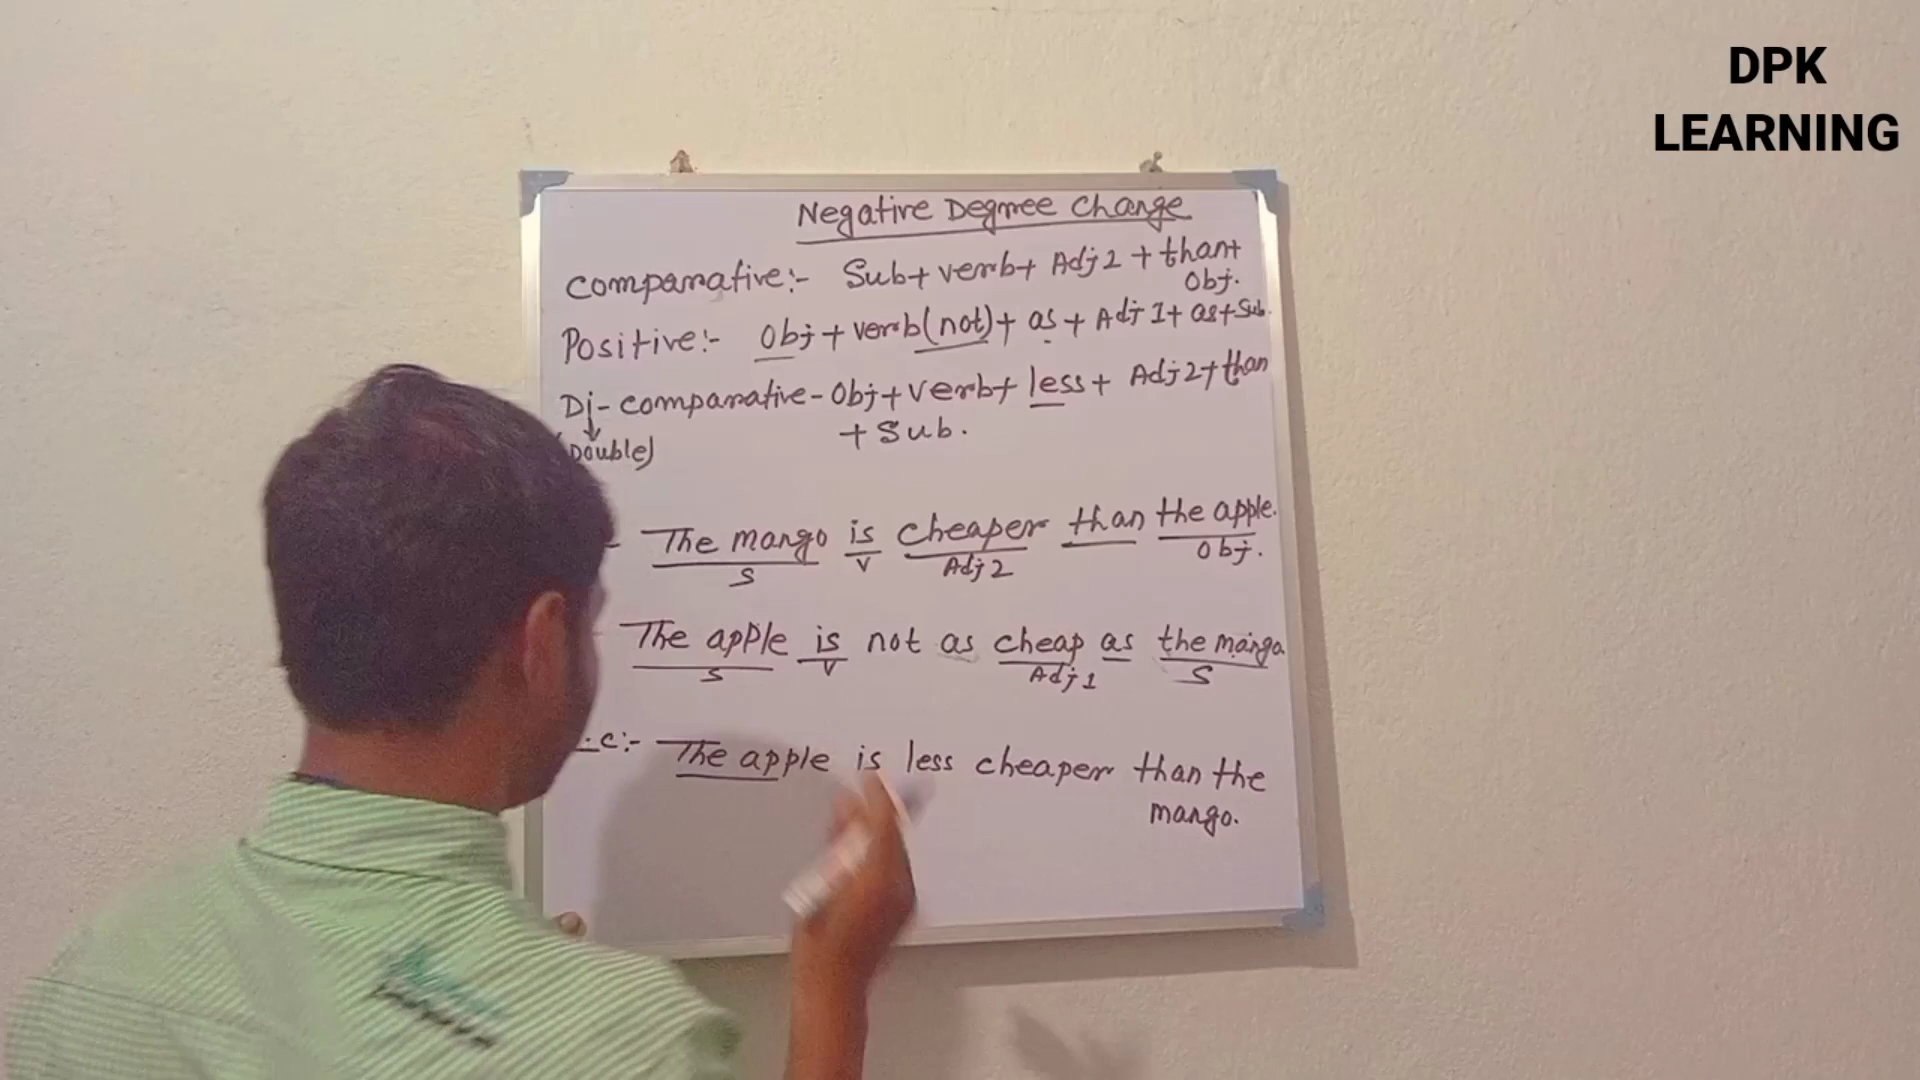 DPK
LEARNING
Negative Degree Change
Comparative:- Sub+ verb+ Adj 2 + than+
Obj.
Positive:- Obj + verb(not)+ as + Adj 1+ as+Sub.
Di-comparative-Obj+verb+ less+ Adj2+than
+ Sub.
(Double)
The mango is cheaper than the apple.
S V Adj 2 Obj.
The apple is not as cheap as the mango
S V Adj 1 S
.c:- The apple is less cheaper than the
mango.